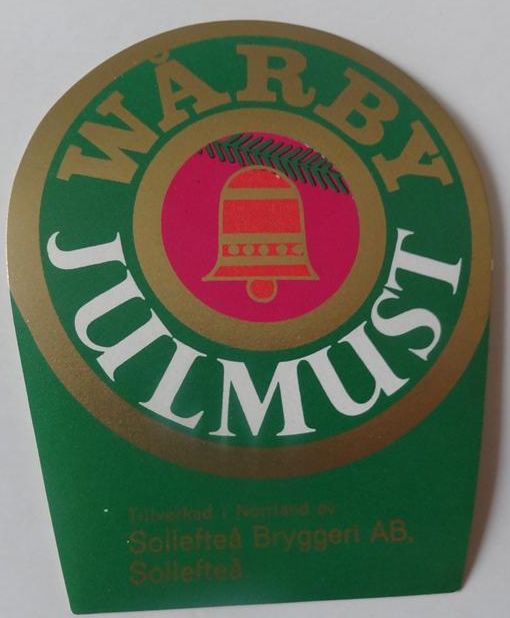 WÅRBY
JULMUST
Tillverkad i Norrland av
Sollefteå Bryggeri AB,
Sollefteå